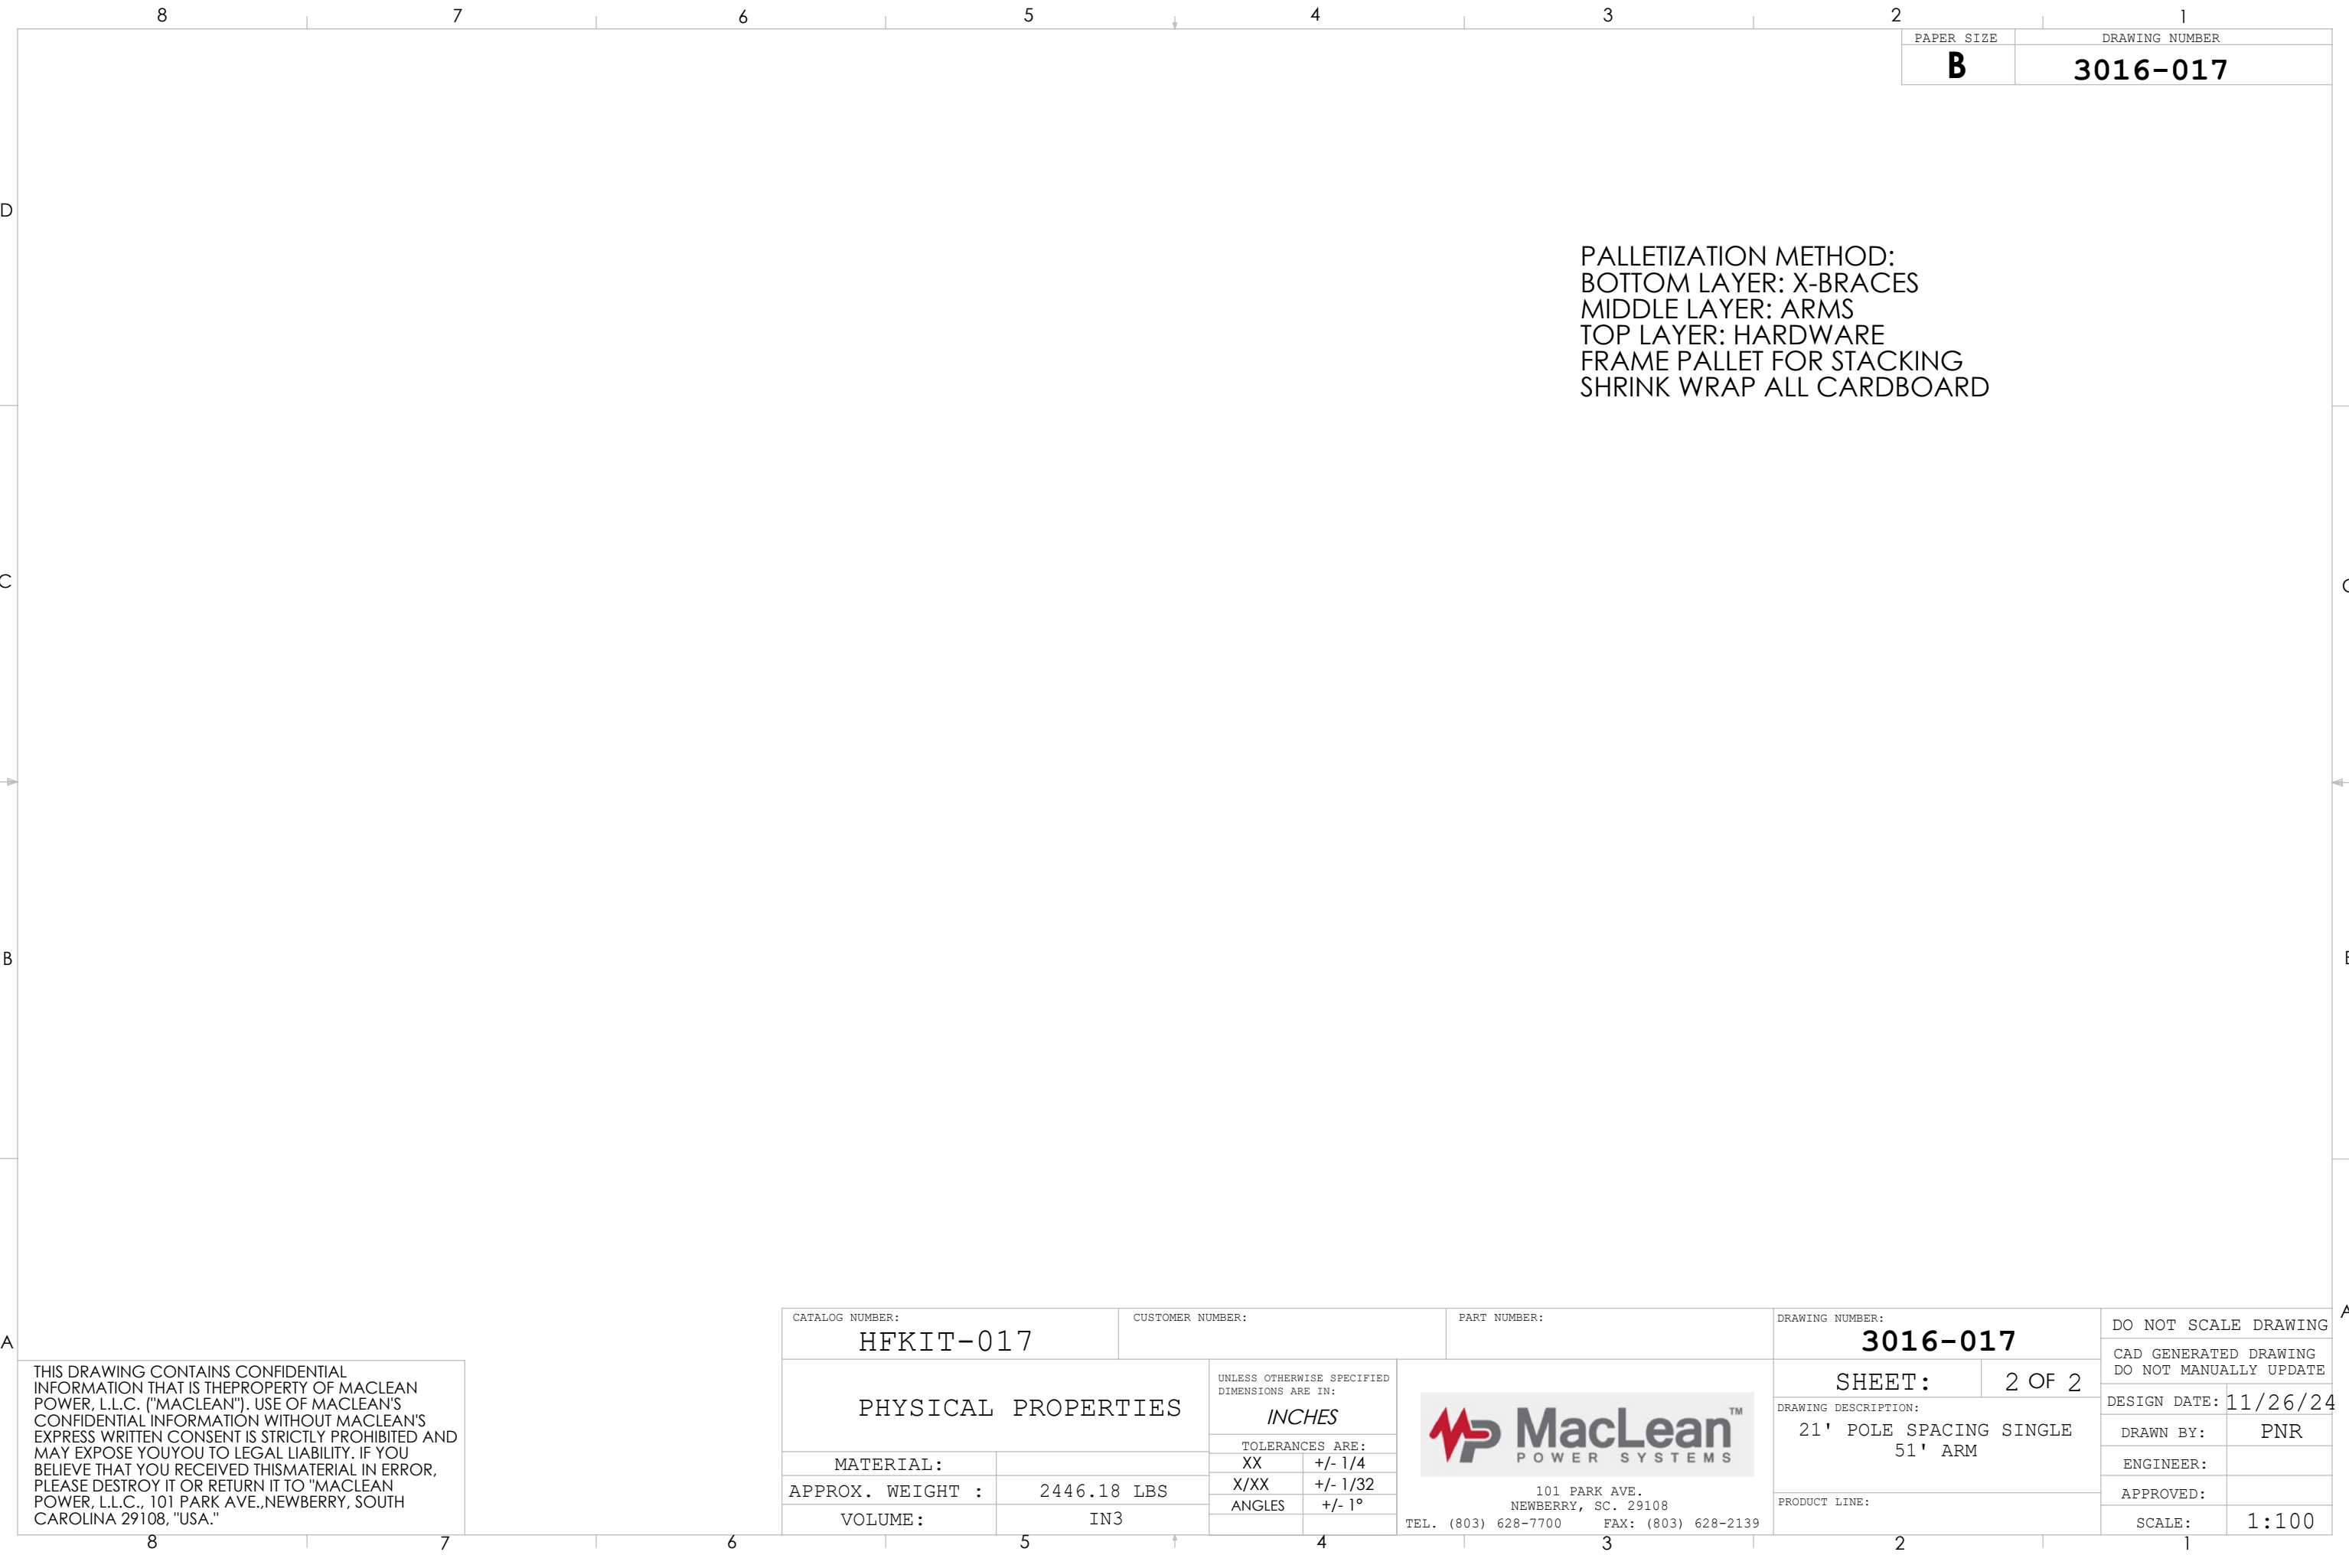 8 7 6 5 4 3 2 1
PAPER SIZE DRAWING NUMBER
B 3016-017
D
PALLETIZATION METHOD:
BOTTOM LAYER: X-BRACES
MIDDLE LAYER: ARMS
TOP LAYER: HARDWARE
FRAME PALLET FOR STACKING
SHRINK WRAP ALL CARDBOARD
C
B
A
THIS DRAWING CONTAINS CONFIDENTIAL
INFORMATION THAT IS THEPROPERTY OF MACLEAN
POWER, L.L.C. ("MACLEAN"). USE OF MACLEAN'S
CONFIDENTIAL INFORMATION WITHOUT MACLEAN'S
EXPRESS WRITTEN CONSENT IS STRICTLY PROHIBITED AND
MAY EXPOSE YOUYOU TO LEGAL LIABILITY. IF YOU
BELIEVE THAT YOU RECEIVED THISMATERIAL IN ERROR,
PLEASE DESTROY IT OR RETURN IT TO "MACLEAN
POWER, L.L.C., 101 PARK AVE.,NEWBERRY, SOUTH
CAROLINA 29108, "USA."
CATALOG NUMBER:
HFKIT-017
CUSTOMER NUMBER:
PART NUMBER:
DRAWING NUMBER:
3016-017
PHYSICAL PROPERTIES
MATERIAL:
APPROX. WEIGHT : 2446.18 LBS
VOLUME: IN3
UNLESS OTHERWISE SPECIFIED
DIMENSIONS ARE IN:
INCHES
TOLERANCES ARE:
XX +/- 1/4
X/XX +/- 1/32
ANGLES +/- 1°
MP MacLean™
POWER SYSTEMS
101 PARK AVE.
NEWBERRY, SC. 29108
TEL. (803) 628-7700 FAX: (803) 628-2139
SHEET: 2 OF 2
DRAWING DESCRIPTION:
21' POLE SPACING SINGLE
51' ARM
PRODUCT LINE:
DO NOT SCALE DRAWING
CAD GENERATED DRAWING
DO NOT MANUALLY UPDATE
DESIGN DATE: 11/26/24
DRAWN BY: PNR
ENGINEER:
APPROVED:
SCALE: 1:100
8 7 6 5 4 3 2 1